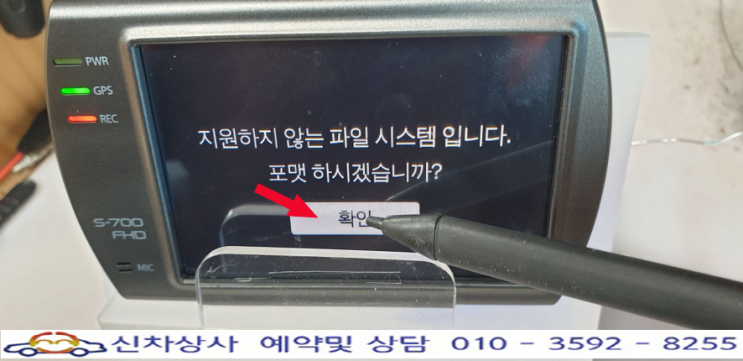 PWR
GPS
REC
지원하지 않는 파일 시스템 입니다.
포맷 하시겠습니까?
확인
S-700
FHD
MIC
신차상사 예약및 상담 010 - 3592 - 8255